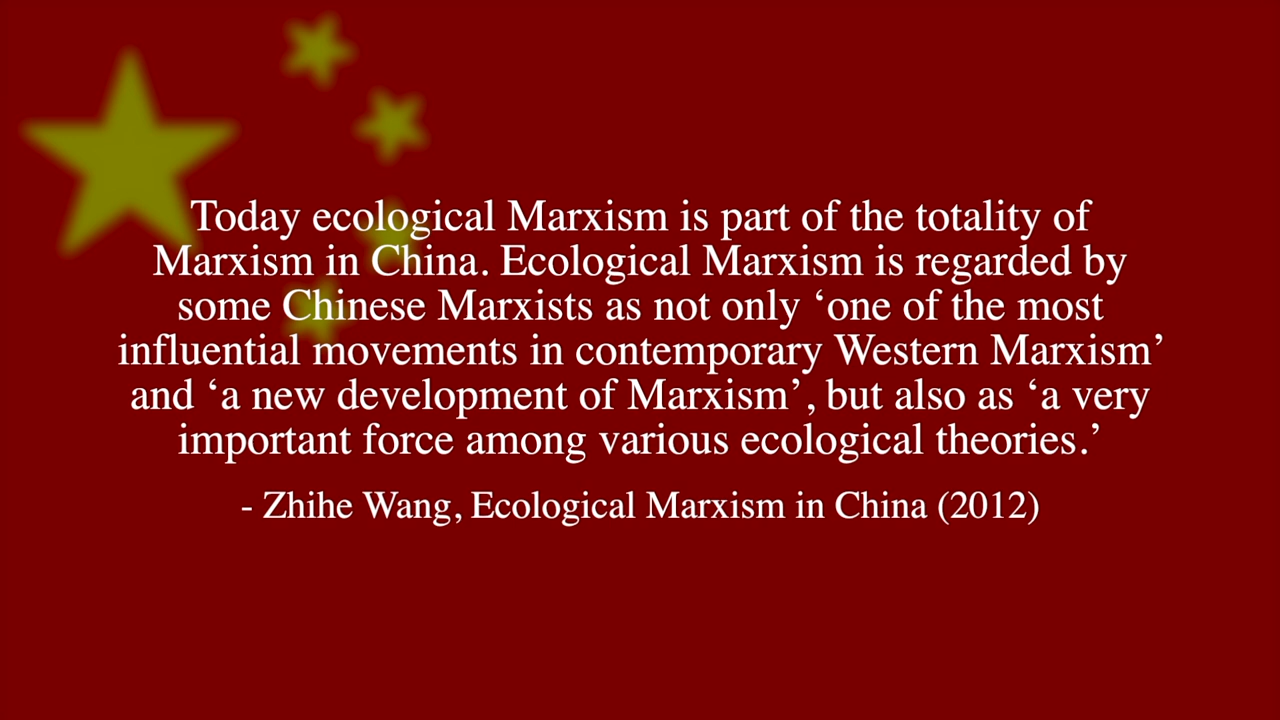 Today ecological Marxism is part of the totality of
Marxism in China. Ecological Marxism is regarded by
some Chinese Marxists as not only ‘one of the most
influential movements in contemporary Western Marxism’
and ‘a new development of Marxism’, but also as ‘a very
important force among various ecological theories.’
- Zhihe Wang, Ecological Marxism in China (2012)